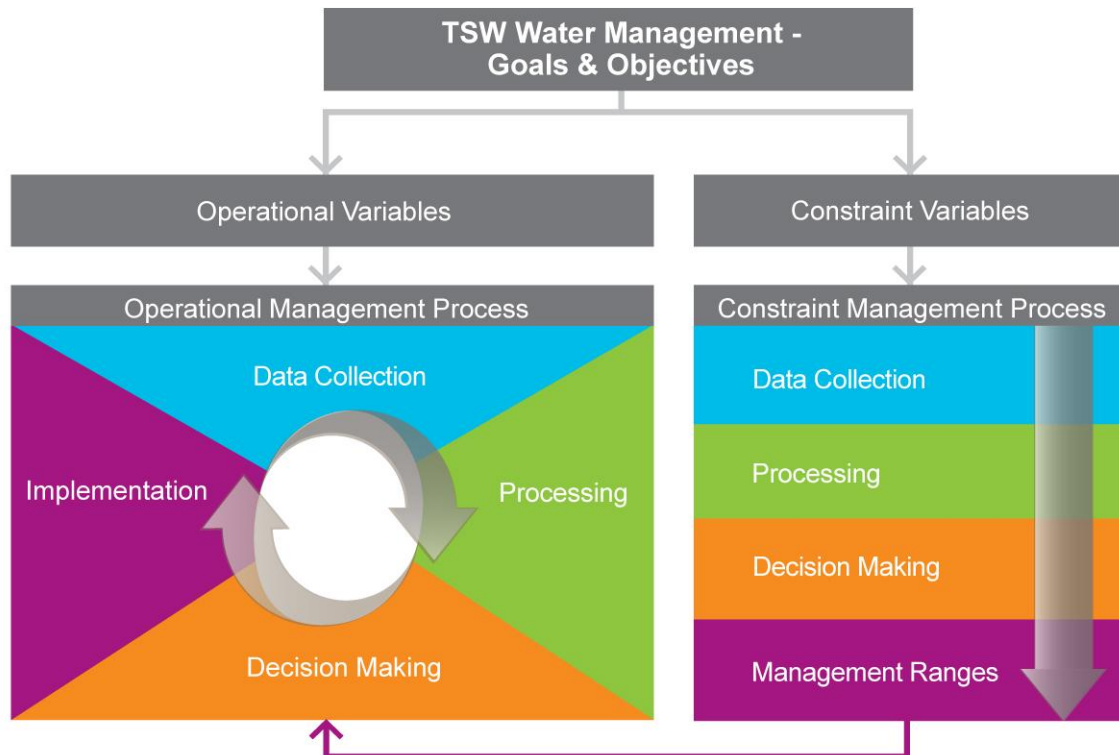 TSW Water Management -
Goals & Objectives
Operational Variables
Constraint Variables
Operational Management Process
Data Collection
Implementation
Processing
Decision Making
Constraint Management Process
Data Collection
Processing
Decision Making
Management Ranges